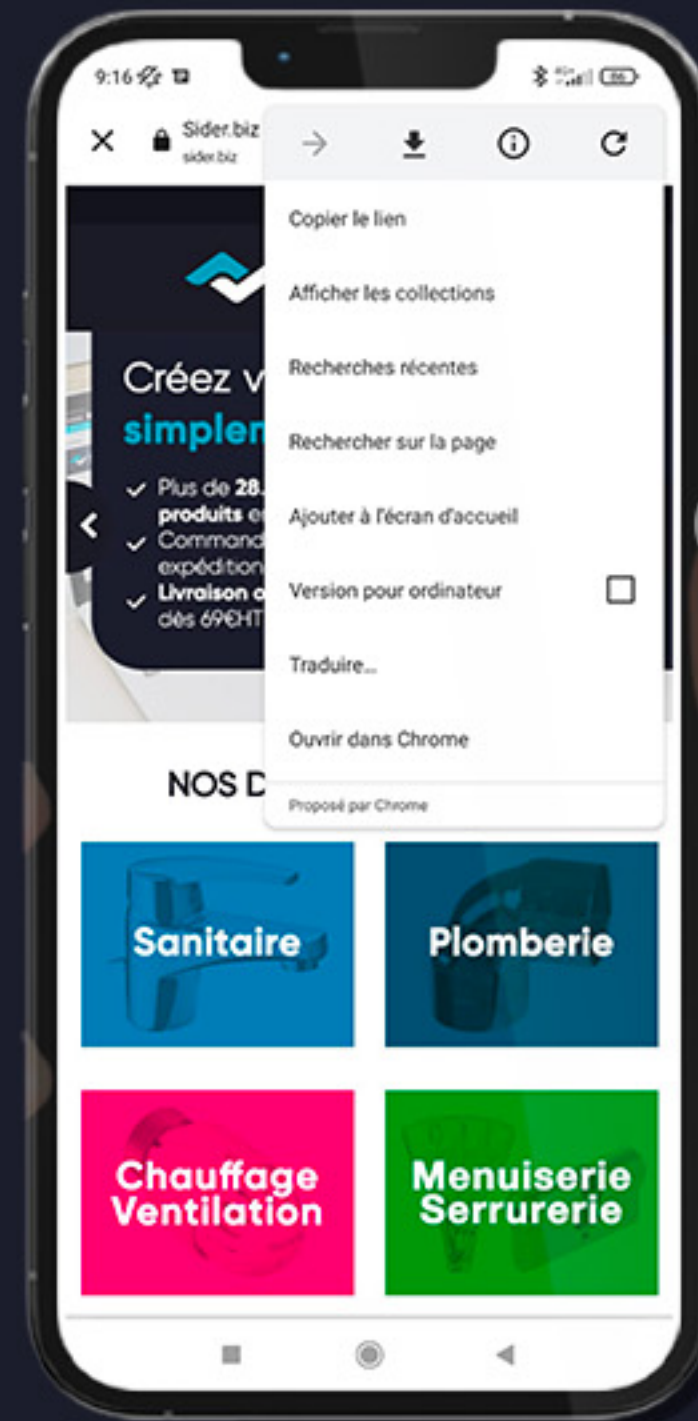 9:16
Sider.biz
sider.biz
Copier le lien
Afficher les collections
Recherches récentes
Rechercher sur la page
Ajouter à l'écran d'accueil
Version pour ordinateur
Traduire...
Ouvrir dans Chrome
Proposé par Chrome
Créez v
simplem
Plus de 28.
produits e
Command
expédition
Livraison o
dès 69€HT
NOS D
Sanitaire
Plomberie
Chauffage
Ventilation
Menuiserie
Serrurerie